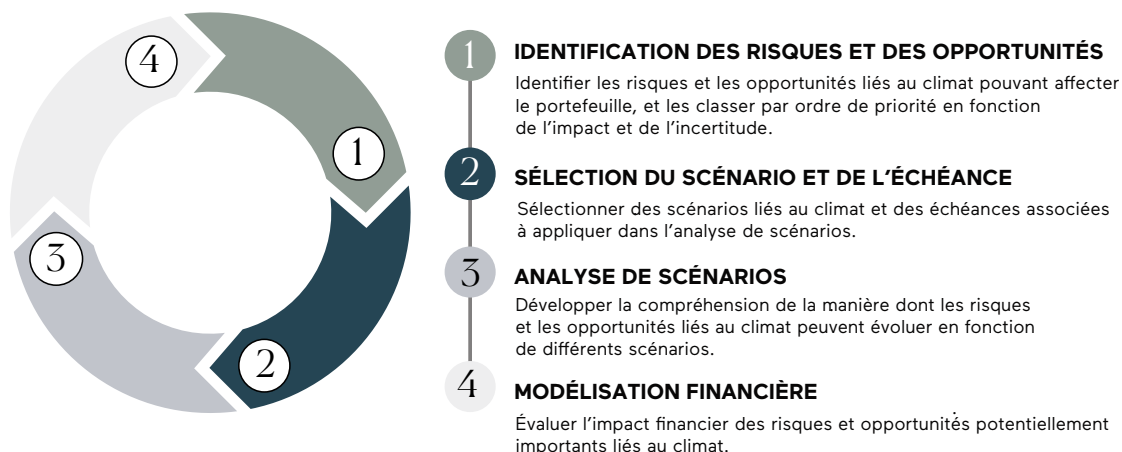 4
1
3
2
1
IDENTIFICATION DES RISQUES ET DES OPPORTUNITÉS
Identifier les risques et les opportunités liés au climat pouvant affecter
le portefeuille, et les classer par ordre de priorité en fonction
de l’impact et de l’incertitude.
2
SÉLECTION DU SCÉNARIO ET DE L’ÉCHÉANCE
Sélectionner des scénarios liés au climat et des échéances associées
à appliquer dans l’analyse de scénarios.
3
ANALYSE DE SCÉNARIOS
Développer la compréhension de la manière dont les risques
et les opportunités liés au climat peuvent évoluer en fonction
de différents scénarios.
4
MODÉLISATION FINANCIÈRE
Évaluer l’impact financier des risques et opportunités potentiellement
importants liés au climat.